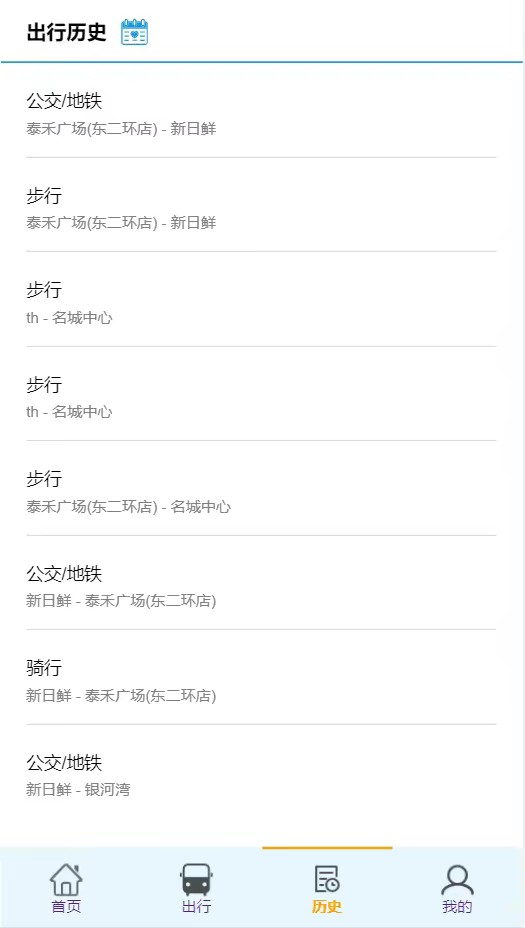 出行历史
公交/地铁
泰禾广场(东二环店) - 新日鲜
步行
泰禾广场(东二环店) - 新日鲜
步行
th - 名城中心
步行
th - 名城中心
步行
泰禾广场(东二环店) - 名城中心
公交/地铁
新日鲜 - 泰禾广场(东二环店)
骑行
新日鲜 - 泰禾广场(东二环店)
公交/地铁
新日鲜 - 银河湾
首页
出行
历史
我的